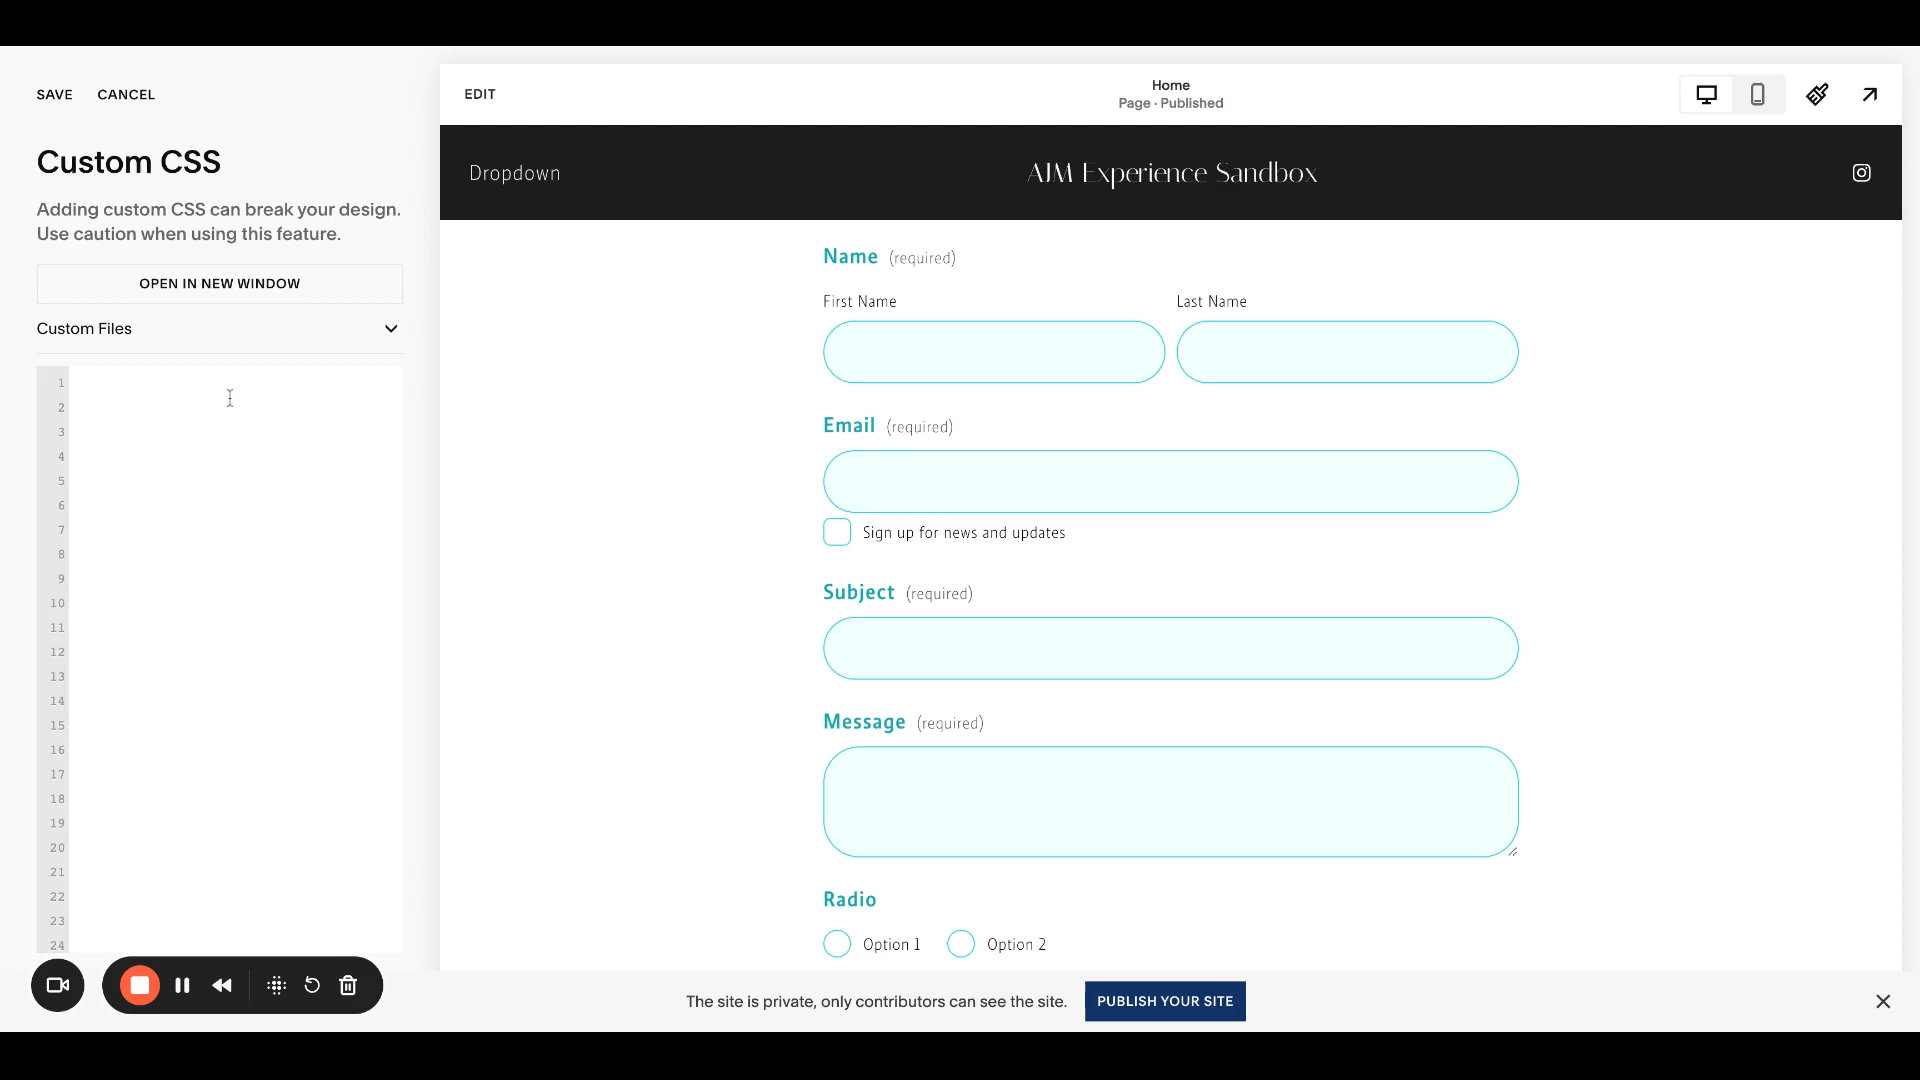 SAVE CANCEL
Custom CSS
Adding custom CSS can break your design.
Use caution when using this feature.
OPEN IN NEW WINDOW
Custom Files
1
2
3
4
5
6
7
8
9
10
11
12
13
14
15
16
17
18
19
20
21
22
23
24
EDIT
Home
Page · Published
Dropdown
AIM Experience Sandbox
Name (required)
First Name Last Name
Email (required)
Sign up for news and updates
Subject (required)
Message (required)
Radio
Option 1 Option 2
The site is private, only contributors can see the site. PUBLISH YOUR SITE